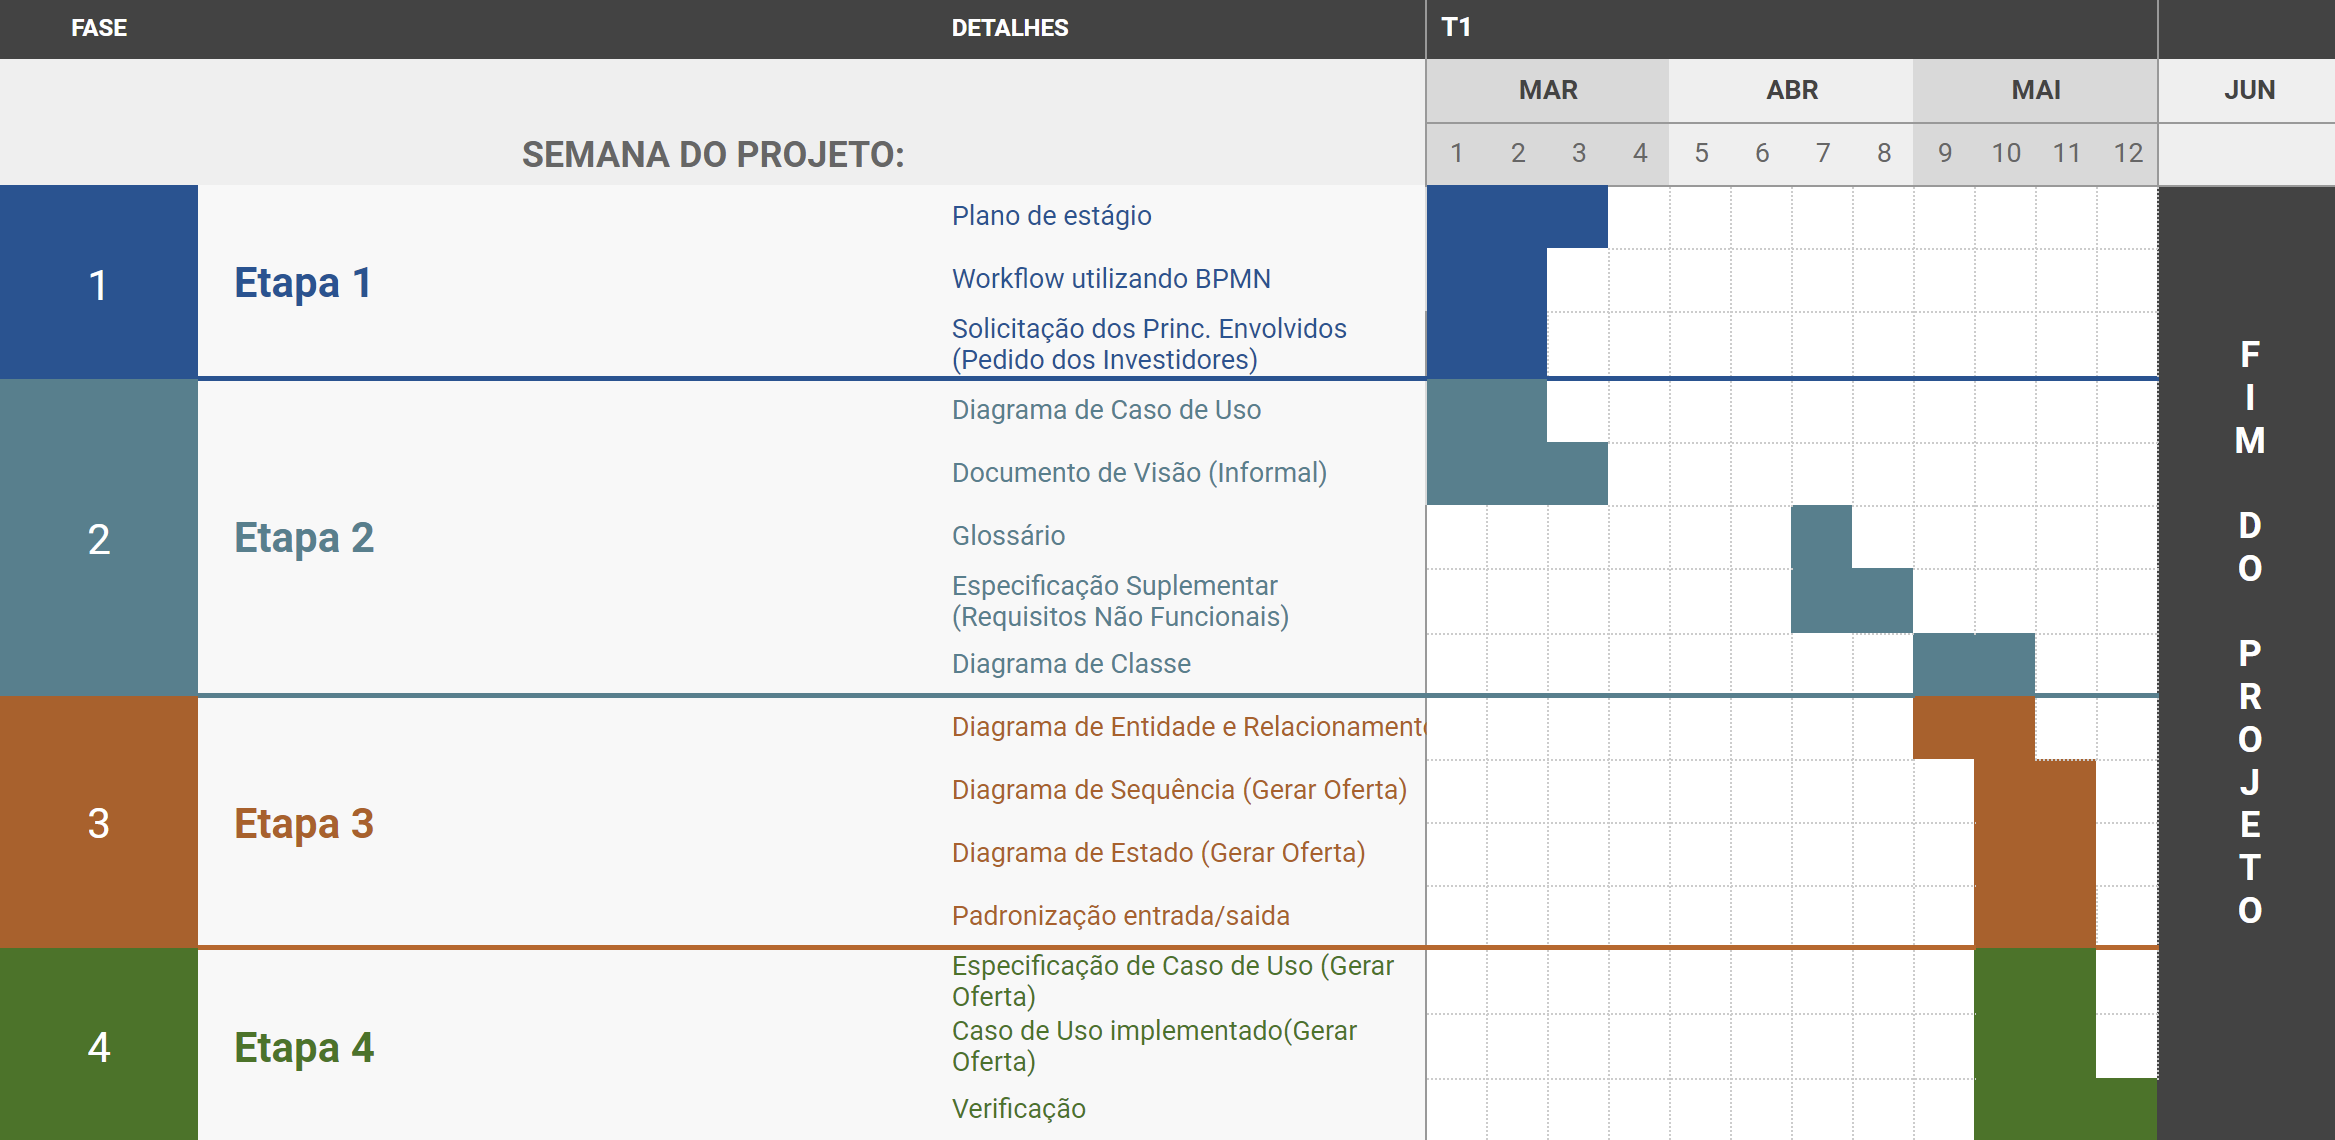 FASE DETALHES T1
MAR ABR MAI JUN
SEMANA DO PROJETO: 1 2 3 4 5 6 7 8 9 10 11 12
Plano de estágio
1 Etapa 1 Workflow utilizando BPMN
Solicitação dos Princ. Envolvidos
(Pedido dos Investidores)
Diagrama de Caso de Uso
Documento de Visão (Informal)
2 Etapa 2 Glossário
Especificação Suplementar
(Requisitos Não Funcionais)
Diagrama de Classe
Diagrama de Entidade e Relacionamento
Diagrama de Sequência (Gerar Oferta)
3 Etapa 3
Diagrama de Estado (Gerar Oferta)
Padronização entrada/saida
Especificação de Caso de Uso (Gerar
Oferta)
4 Etapa 4 Caso de Uso implementado(Gerar
Oferta)
Verificação
FIM DO PROJETO